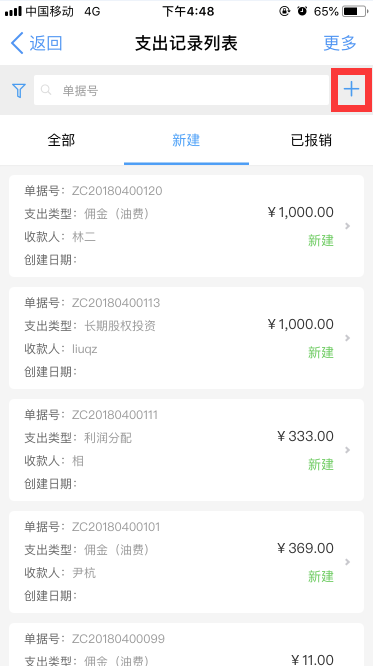 中国移动 4G 下午4:48 65%
返回 支出记录列表 更多
单据号
全部 新建 已报销
单据号：ZC20180400120
支出类型：佣金（油费） ￥1,000.00
收款人：林二 新建
创建日期：
单据号：ZC20180400113
支出类型：长期股权投资 ￥1,000.00
收款人：liuqz 新建
创建日期：
单据号：ZC20180400111
支出类型：利润分配 ￥333.00
收款人：相 新建
创建日期：
单据号：ZC20180400101
支出类型：佣金（油费） ￥369.00
收款人：尹杭 新建
创建日期：
单据号：ZC20180400099
支出类型：佣金（油费） ￥11.00